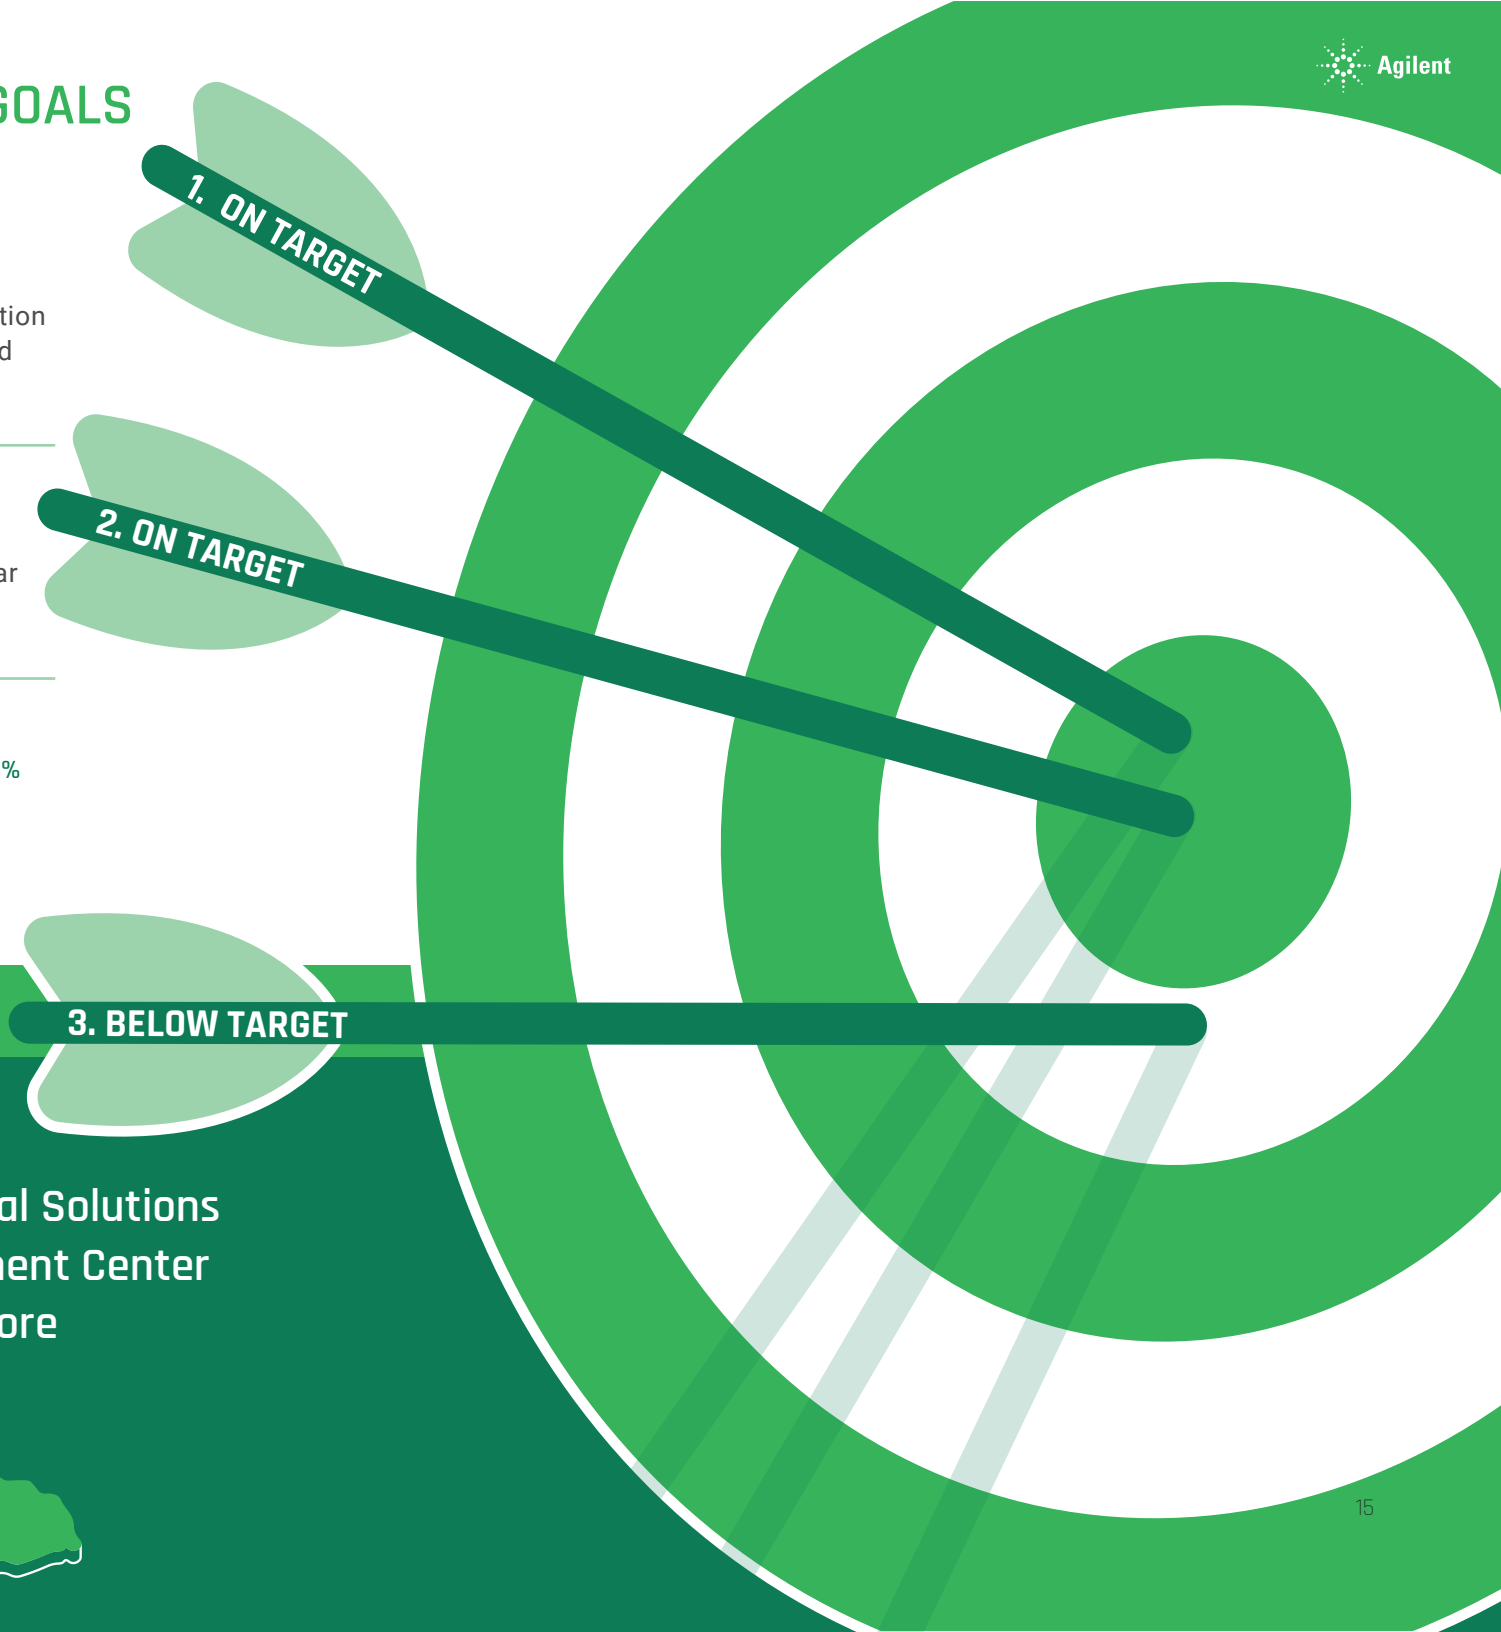 Agilent
GOALS
1. ON TARGET
tion
d
2. ON TARGET
ar
%
3. BELOW TARGET
al Solutions
ent Center
ore
15